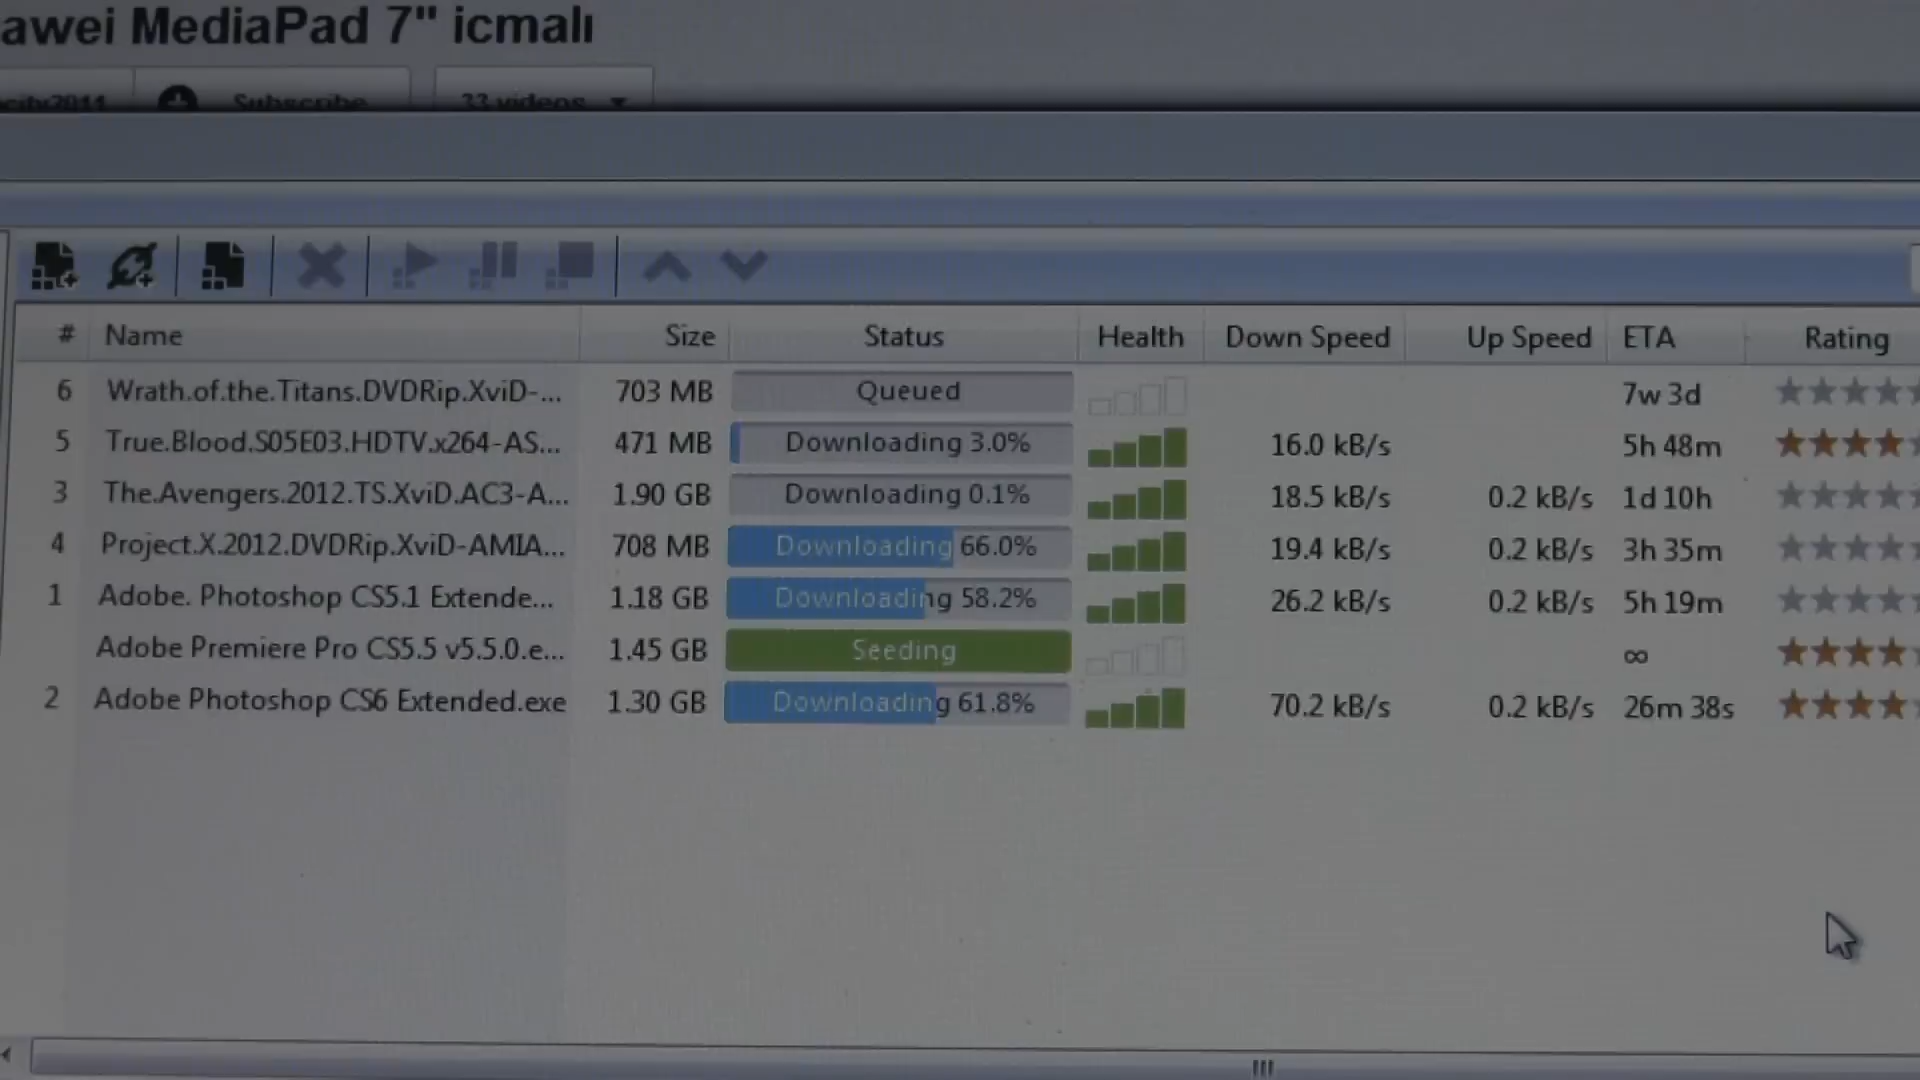 awei MediaPad 7" icmalı
Subscribe 33 videos
# Name Size Status Health Down Speed Up Speed ETA Rating
6 Wrath.of.the.Titans.DVDRip.XviD-... 703 MB Queued 7w 3d
5 True.Blood.S05E03.HDTV.x264-AS... 471 MB Downloading 3.0% 16.0 kB/s 5h 48m
3 The.Avengers.2012.TS.XviD.AC3-A... 1.90 GB Downloading 0.1% 18.5 kB/s 0.2 kB/s 1d 10h
4 Project.X.2012.DVDRip.XviD-AMIA... 708 MB Downloading 66.0% 19.4 kB/s 0.2 kB/s 3h 35m
1 Adobe. Photoshop CS5.1 Extende... 1.18 GB Downloading 58.2% 26.2 kB/s 0.2 kB/s 5h 19m
Adobe Premiere Pro CS5.5 v5.5.0.e... 1.45 GB Seeding ∞
2 Adobe Photoshop CS6 Extended.exe 1.30 GB Downloading 61.8% 70.2 kB/s 0.2 kB/s 26m 38s